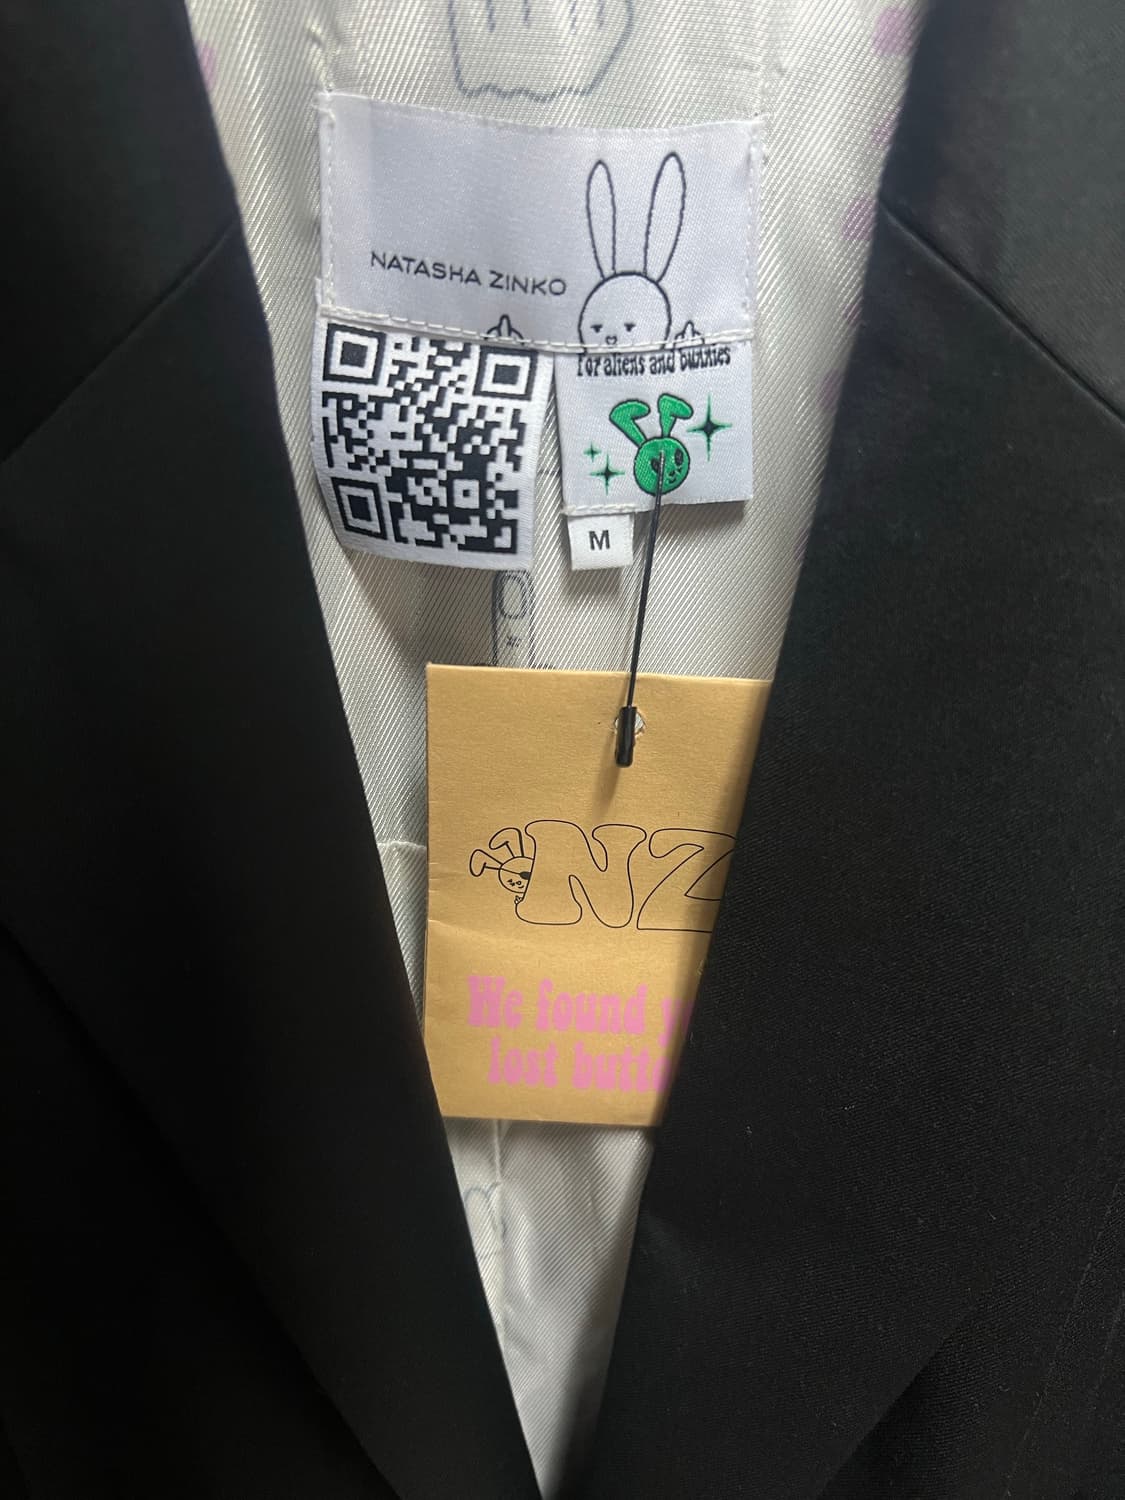 NATASHA ZINKO
for aliens and bunnies
M
NZ
We found
lost